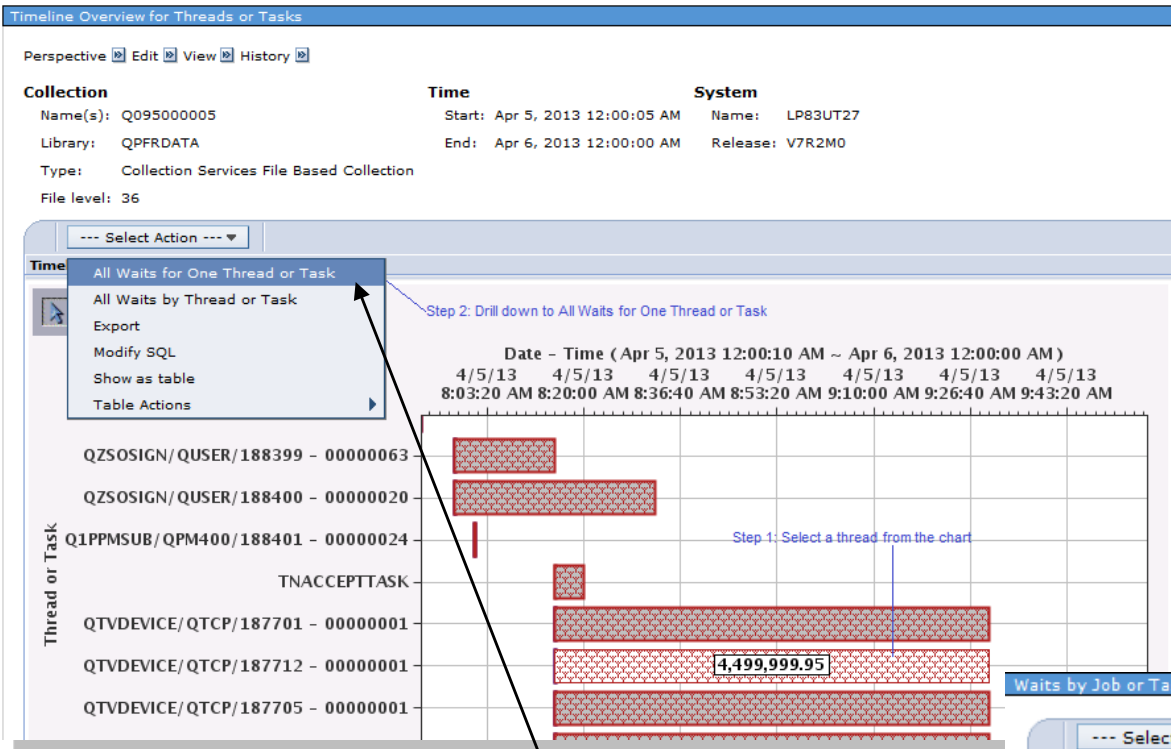 Timeline Overview for Threads or Tasks
Perspective Edit View History
Collection Time System
Name(s): Q095000005 Start: Apr 5, 2013 12:00:05 AM Name: LP83UT27
Library: QPFRDATA End: Apr 6, 2013 12:00:00 AM Release: V7R2M0
Type: Collection Services File Based Collection
File level: 36
--- Select Action ---
Time
All Waits for One Thread or Task
All Waits by Thread or Task
Export
Modify SQL
Show as table
Table Actions
Step 2: Drill down to All Waits for One Thread or Task
Date - Time ( Apr 5, 2013 12:00:10 AM ~ Apr 6, 2013 12:00:00 AM )
4/5/13 4/5/13 4/5/13 4/5/13 4/5/13 4/5/13 4/5/13
8:03:20 AM 8:20:00 AM 8:36:40 AM 8:53:20 AM 9:10:00 AM 9:26:40 AM 9:43:20 AM
Thread or Task
QZSOSIGN/QUSER/188399 - 00000063
QZSOSIGN/QUSER/188400 - 00000020
Q1PPMSUB/QPM400/188401 - 00000024
Step 1: Select a thread from the chart
TNACCEPTTASK
QTVDEVICE/QTCP/187701 - 00000001
QTVDEVICE/QTCP/187712 - 00000001
4,499,999.95
QTVDEVICE/QTCP/187705 - 00000001
Waits by Job or Ta
--- Selec